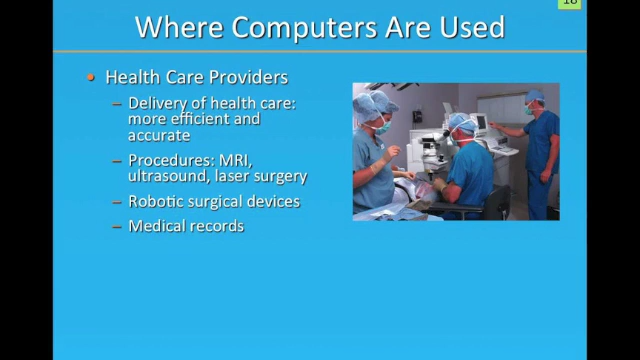 18
Where Computers Are Used
• Health Care Providers
– Delivery of health care:
more efficient and
accurate
– Procedures: MRI,
ultrasound, laser surgery
– Robotic surgical devices
– Medical records